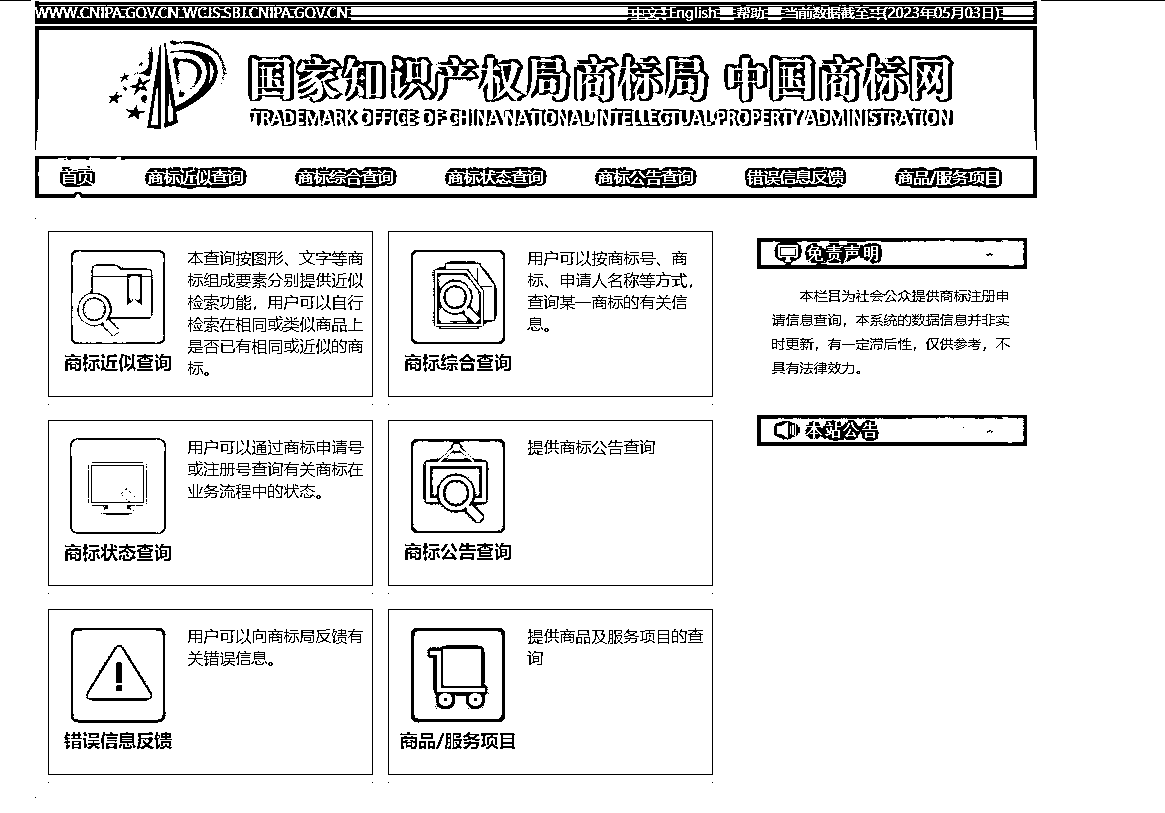 WWW.CNIPA.GOV.CN WCJS.SBJ.CNIPA.GOV.CN
中文 English 帮助 当前数据截至:(2023年05月03日)
国家知识产权局商标局 中国商标网
TRADEMARK OFFICE OF CHINA NATIONAL INTELLECTUAL PROPERTY ADMINISTRATION
首页 商标近似查询 商标综合查询 商标状态查询 商标公告查询 错误信息反馈 商品/服务项目
本查询按图形、文字等商
标组成要素分别提供近似
检索功能，用户可以自行
检索在相同或类似商品上
是否已有相同或近似的商
标。
商标近似查询
用户可以按商标号、商
标、申请人名称等方式，
查询某一商标的有关信
息。
商标综合查询
免责声明
本栏目为社会公众提供商标注册申
请信息查询，本系统的数据信息并非实
时更新，有一定滞后性，仅供参考，不
具有法律效力。
本站公告
用户可以通过商标申请号
或注册号查询有关商标在
业务流程中的状态。
商标状态查询
提供商标公告查询
商标公告查询
用户可以向商标局反馈有
关错误信息。
错误信息反馈
提供商品及服务项目的查
询
商品/服务项目